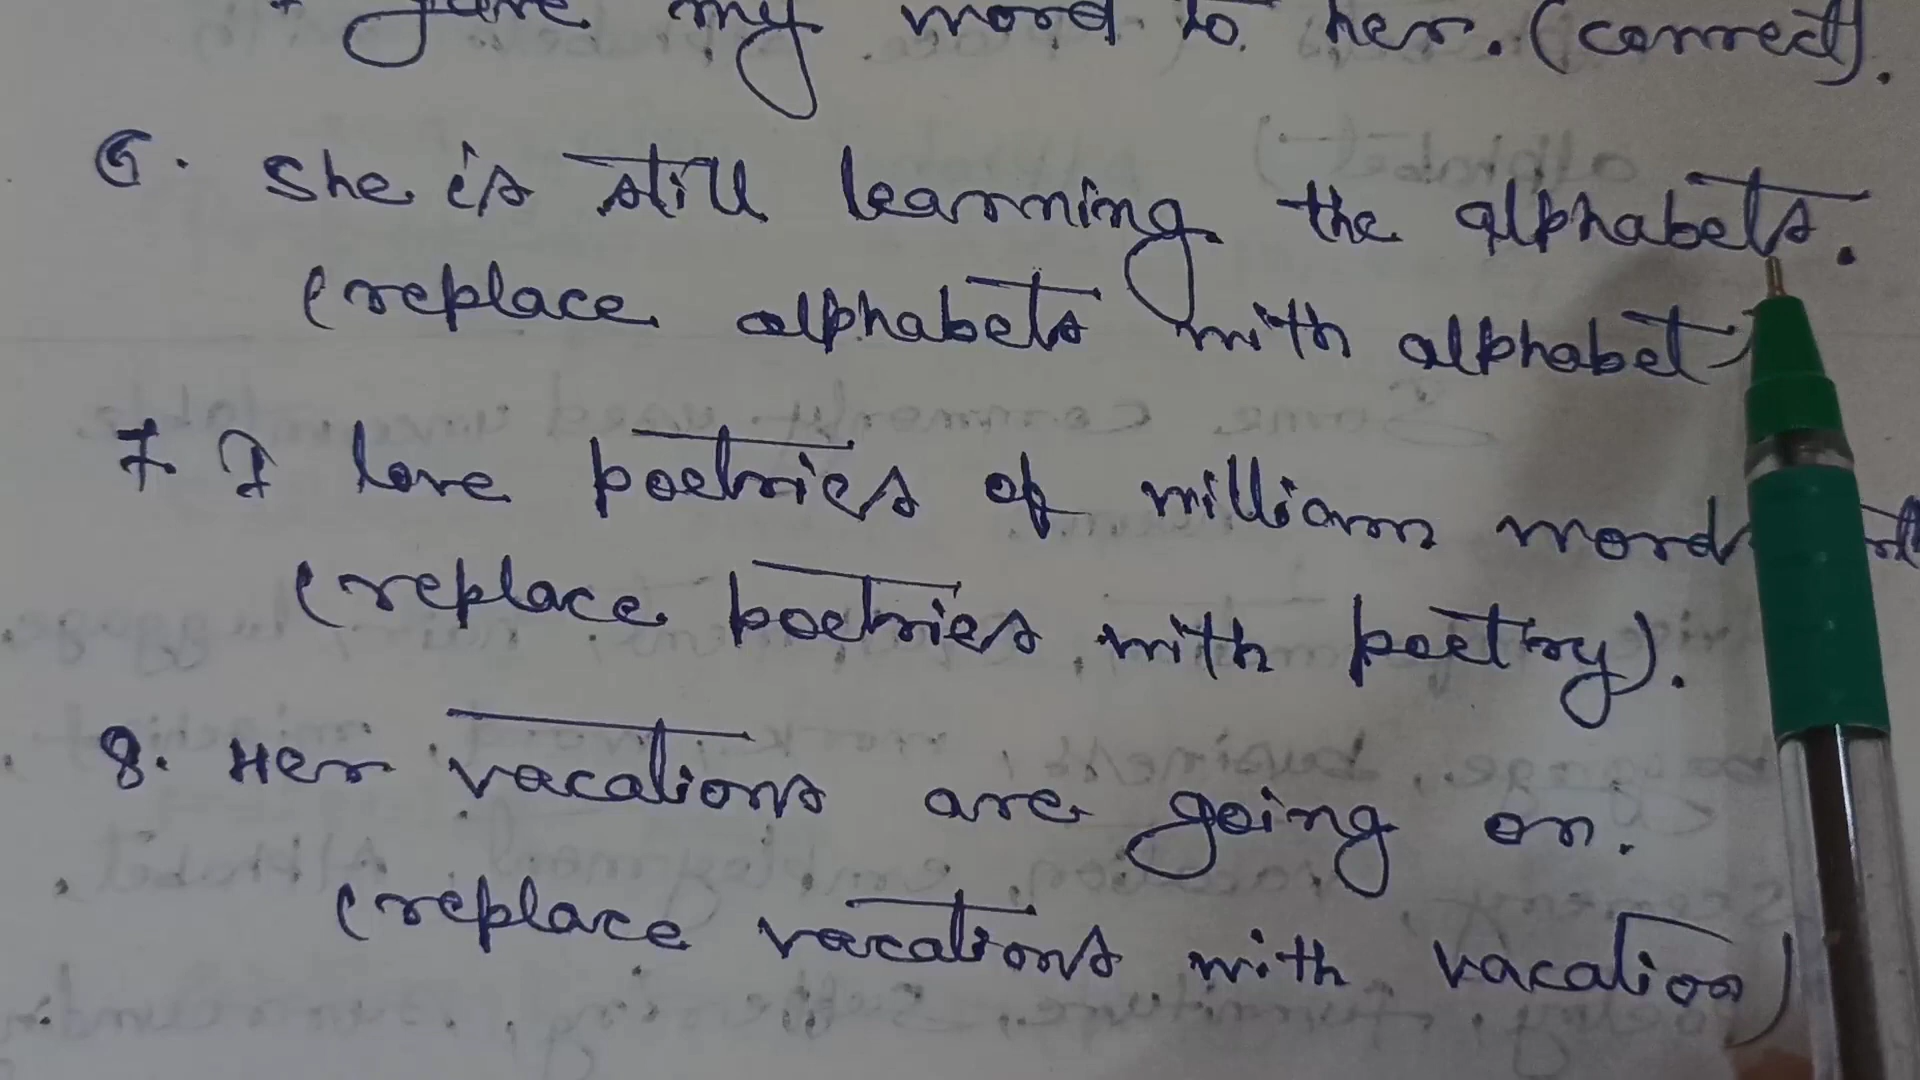 gave my word to her. (correct).
6. She is still learning the alphabets.
(replace alphabets with alphabet)
7. I love poetries of William Word
(replace poetries with poetry).
8. Her vacations are going on.
(replace vacations with vacation)